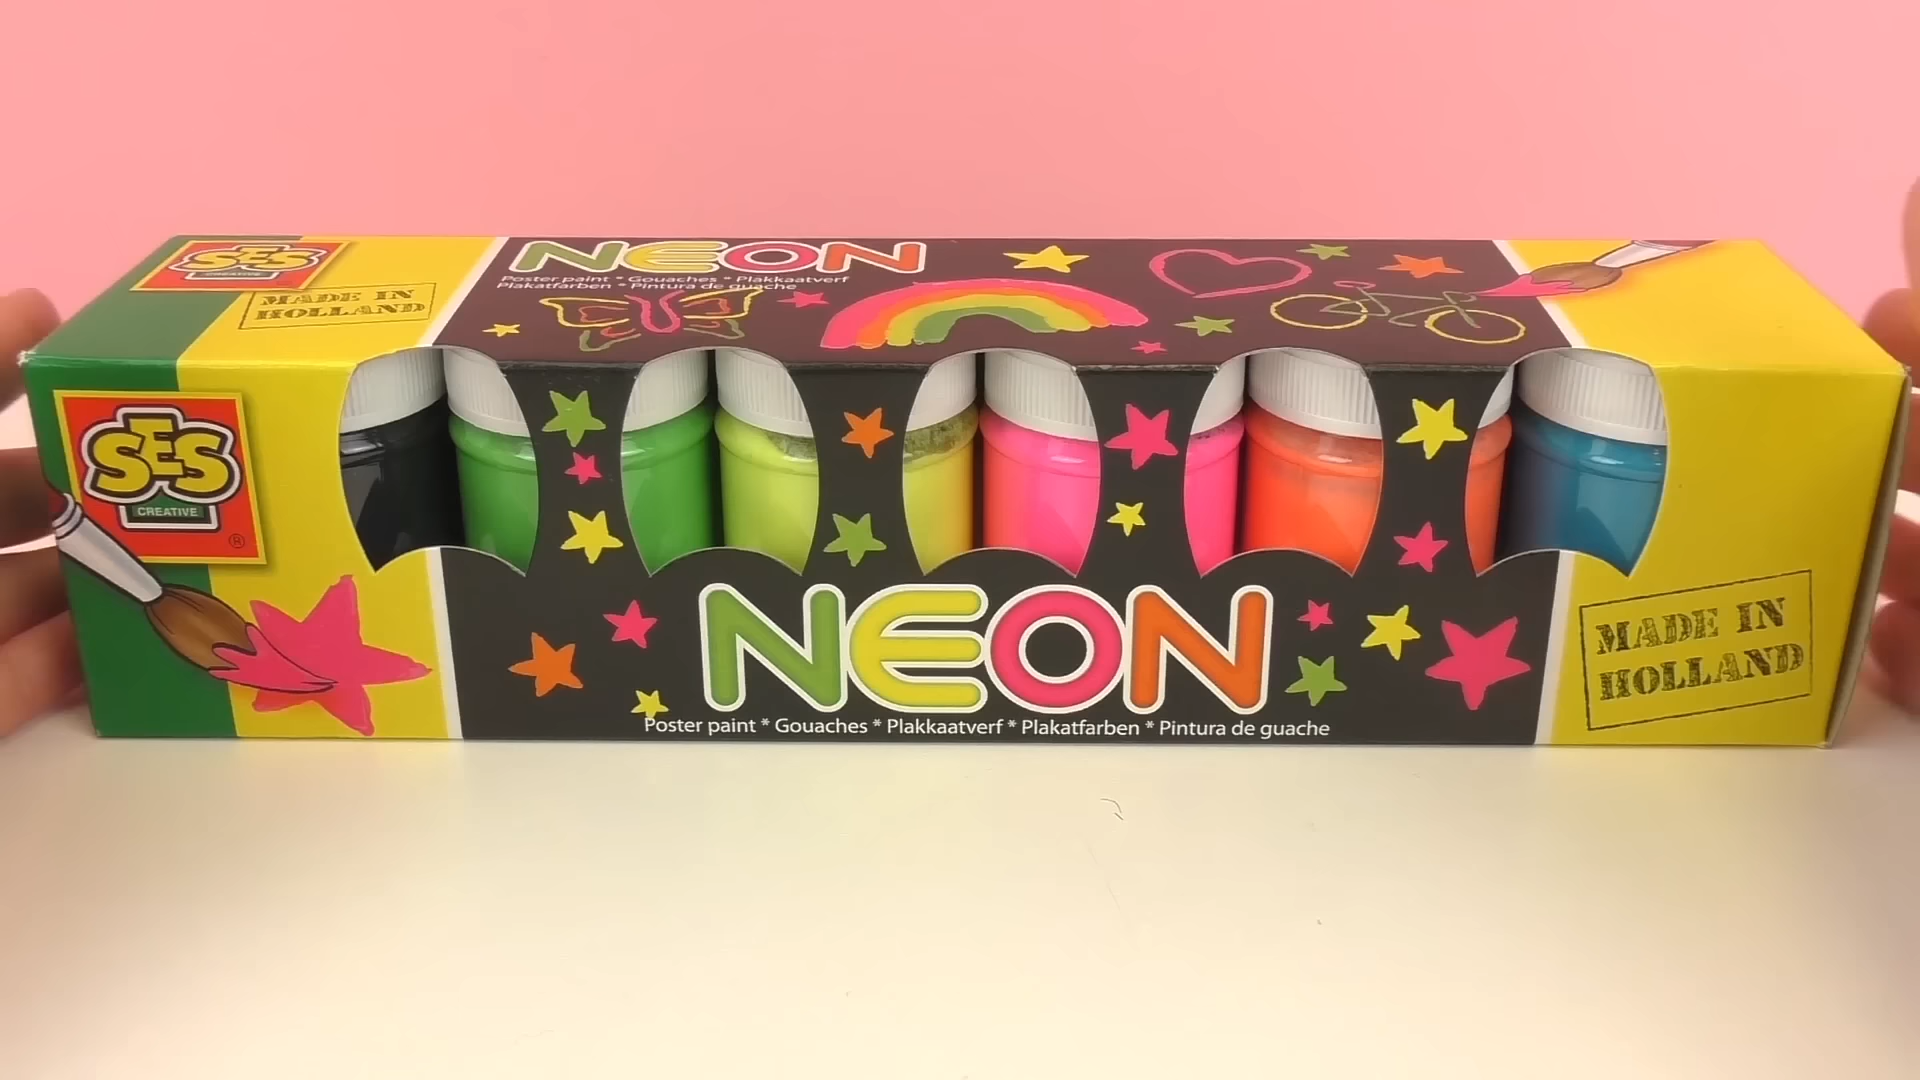 SES
CREATIVE
MADE IN
HOLLAND
NEON
Poster paint * Gouaches * Plakkaatverf
Plakatfarben * Pintura de guache
SES
CREATIVE
®
NEON
Poster paint * Gouaches * Plakkaatverf * Plakatfarben * Pintura de guache
MADE IN
HOLLAND